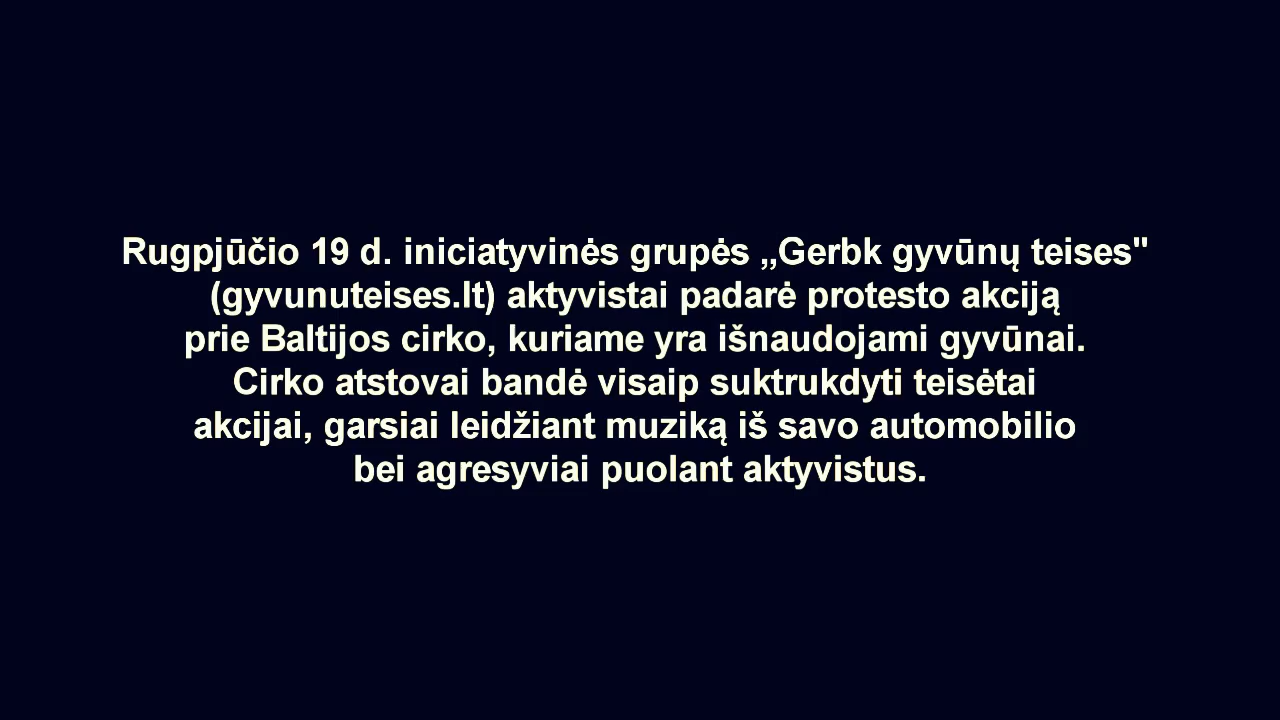 Rugpjūčio 19 d. iniciatyvinės grupės „Gerbk gyvūnų teises"
(gyvunuteises.lt) aktyvistai padarė protesto akciją
prie Baltijos cirko, kuriame yra išnaudojami gyvūnai.
Cirko atstovai bandė visaip suktrukdyti teisėtai
akcijai, garsiai leidžiant muziką iš savo automobilio
bei agresyviai puolant aktyvistus.